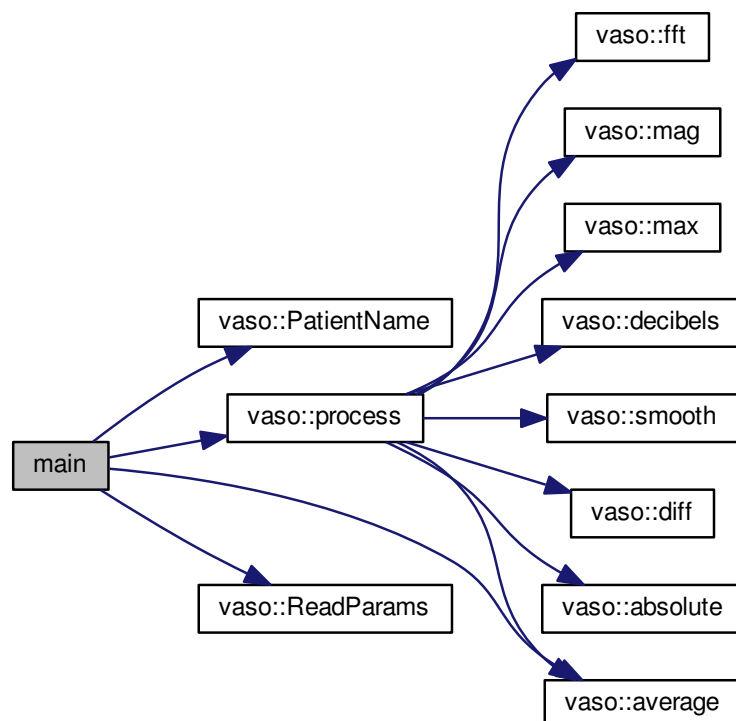 vaso::fft
vaso::mag
vaso::max
vaso::PatientName
vaso::decibels
vaso::process
vaso::smooth
main
vaso::diff
vaso::ReadParams
vaso::absolute
vaso::average